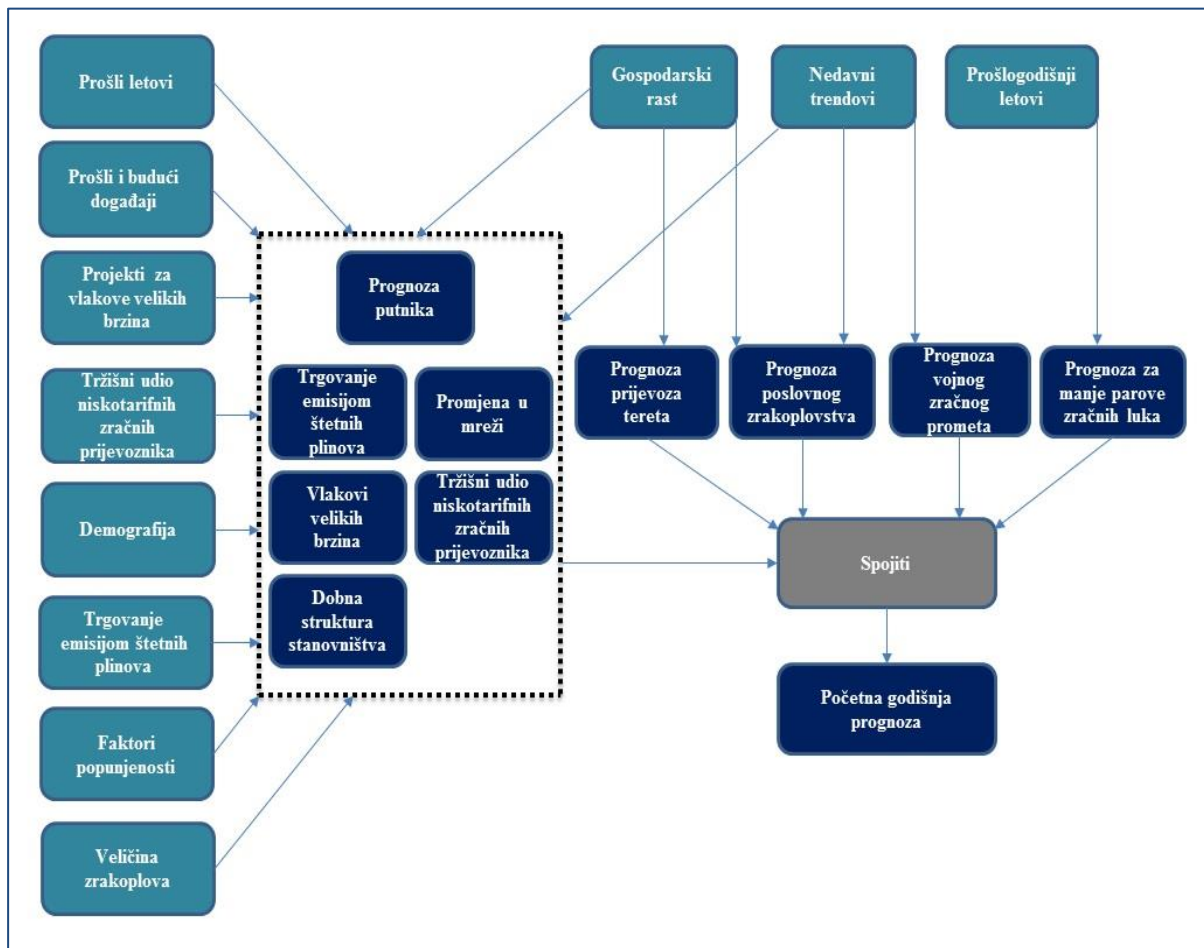 Prošli letovi
Prošli i budući
događaji
Projekti za
vlakove velikih
brzina
Tržišni udio
niskotarifnih
zračnih
prijevoznika
Demografija
Trgovanje
emisijom štetnih
plinova
Faktori
popunjenosti
Veličina
zrakoplova
Gospodarski
rast
Nedavni
trendovi
Prošlogodišnji
letovi
Prognoza
putnika
Trgovanje
emisijom
štetnih
plinova
Promjena u
mreži
Vlakovi
velikih
brzina
Tržišni udio
niskotarifnih
zračnih
prijevoznika
Dobna
struktura
stanovništva
Prognoza
prijevoza
tereta
Prognoza
poslovnog
zrakoplovstva
Prognoza
vojnog
zračnog
prometa
Prognoza za
manje parove
zračnih luka
Spojiti
Početna godišnja
prognoza